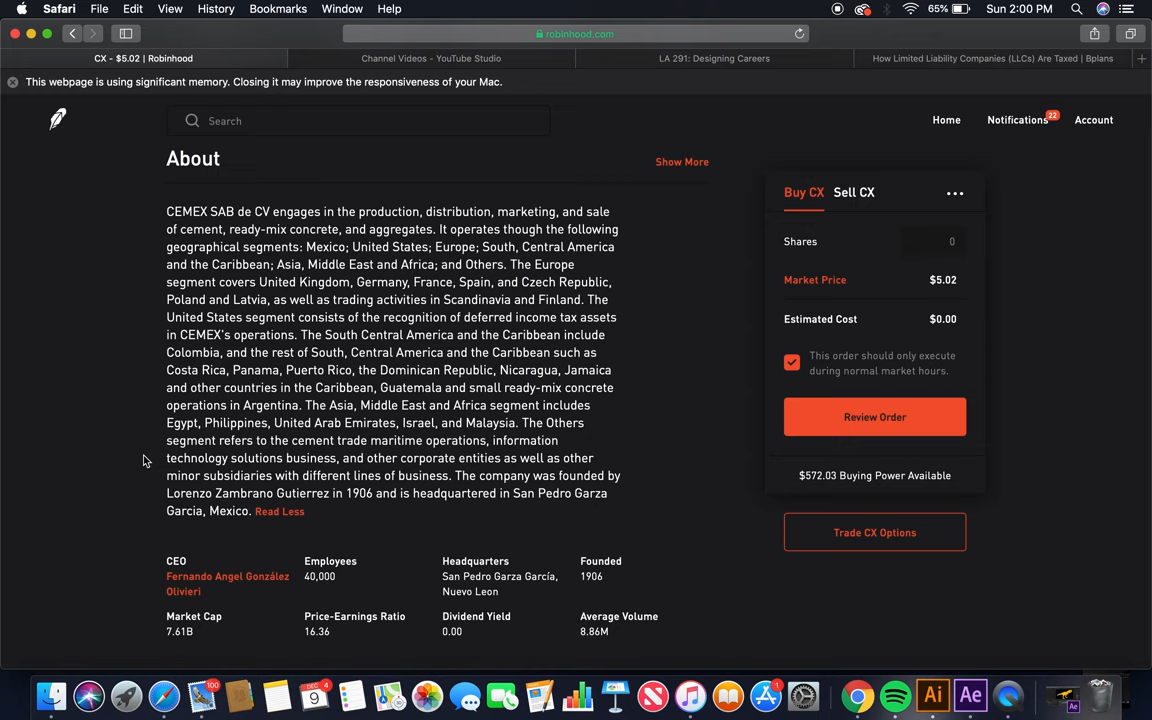 Safari File Edit View History Bookmarks Window Help 65% Sun 2:00 PM
robinhood.com
CX - $5.02 | Robinhood Channel Videos - YouTube Studio LA 291: Designing Careers How Limited Liability Companies (LLCs) Are Taxed | Bplans
This webpage is using significant memory. Closing it may improve the responsiveness of your Mac.
Search Home Notifications 22 Account
About Show More
CEMEX SAB de CV engages in the production, distribution, marketing, and sale
of cement, ready-mix concrete, and aggregates. It operates though the following
geographical segments: Mexico; United States; Europe; South, Central America
and the Caribbean; Asia, Middle East and Africa; and Others. The Europe
segment covers United Kingdom, Germany, France, Spain, and Czech Republic,
Poland and Latvia, as well as trading activities in Scandinavia and Finland. The
United States segment consists of the recognition of deferred income tax assets
in CEMEX's operations. The South Central America and the Caribbean include
Colombia, and the rest of South, Central America and the Caribbean such as
Costa Rica, Panama, Puerto Rico, the Dominican Republic, Nicaragua, Jamaica
and other countries in the Caribbean, Guatemala and small ready-mix concrete
operations in Argentina. The Asia, Middle East and Africa segment includes
Egypt, Philippines, United Arab Emirates, Israel, and Malaysia. The Others
segment refers to the cement trade maritime operations, information
technology solutions business, and other corporate entities as well as other
minor subsidiaries with different lines of business. The company was founded by
Lorenzo Zambrano Gutierrez in 1906 and is headquartered in San Pedro Garza
Garcia, Mexico. Read Less
CEO Employees Headquarters Founded
Fernando Angel González 40,000 San Pedro Garza García, 1906
Olivieri Nuevo Leon
Market Cap Price-Earnings Ratio Dividend Yield Average Volume
7.61B 16.36 0.00 8.86M
Buy CX Sell CX
Shares 0
Market Price $5.02
Estimated Cost $0.00
This order should only execute
during normal market hours.
Review Order
$572.03 Buying Power Available
Trade CX Options
100 DEC 9 4 1 Ai Ae Ae